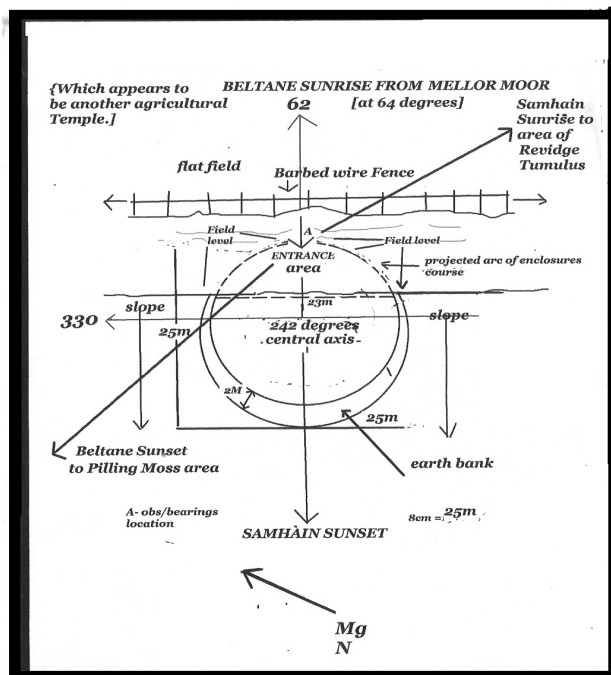 {Which appears to
be another agricultural
Temple.]
BELTANE SUNRISE FROM MELLOR MOOR
62 [at 64 degrees]
Samhain
Sunrise to
area of
Revidge
Tumulus
flat field
Barbed wire Fence
Field
level
A
Field level
ENTRANCE
area
projected arc of enclosures
course
slope
23m
slope
330
25m
242 degrees
central axis-
2M
25m
Beltane Sunset
to Pilling Moss area
earth bank
A- obs/bearings
location
8cm = 25m
SAMHAIN SUNSET
Mg
N